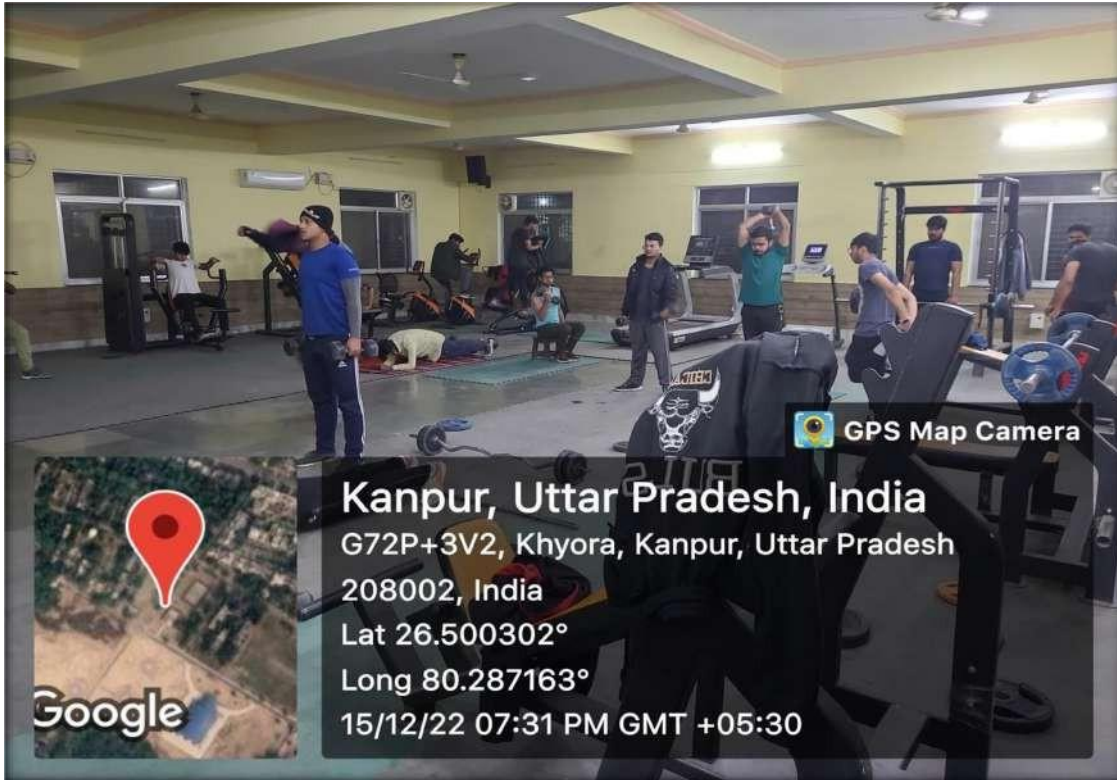 GPS Map Camera
Kanpur, Uttar Pradesh, India
G72P+3V2, Khyora, Kanpur, Uttar Pradesh
208002, India
Lat 26.500302°
Long 80.287163°
15/12/22 07:31 PM GMT +05:30
Google